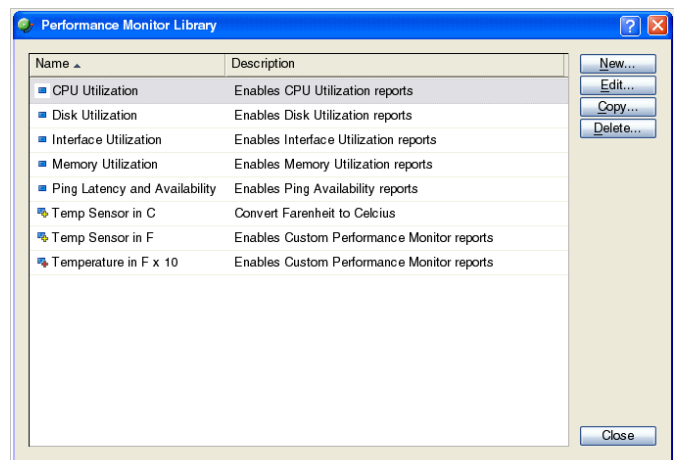 Performance Monitor Library
Name Description
CPU Utilization Enables CPU Utilization reports
Disk Utilization Enables Disk Utilization reports
Interface Utilization Enables Interface Utilization reports
Memory Utilization Enables Memory Utilization reports
Ping Latency and Availability Enables Ping Availability reports
Temp Sensor in C Convert Farenheit to Celcius
Temp Sensor in F Enables Custom Performance Monitor reports
Temperature in F x 10 Enables Custom Performance Monitor reports
New...
Edit...
Copy...
Delete...
Close